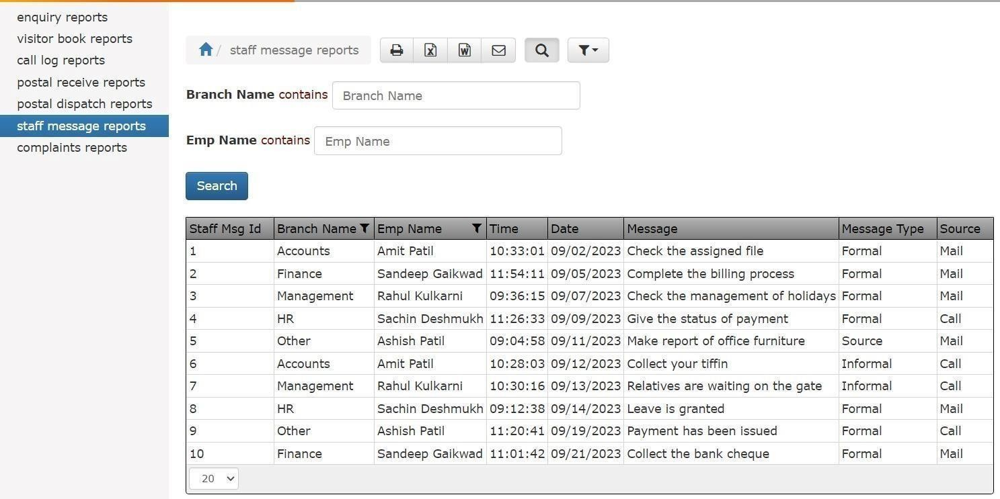 enquiry reports
visitor book reports
call log reports
postal receive reports
postal dispatch reports
staff message reports
complaints reports
/ staff message reports
Branch Name contains Branch Name
Emp Name contains Emp Name
Search
Staff Msg Id Branch Name Emp Name Time Date Message Message Type Source
1 Accounts Amit Patil 10:33:01 09/02/2023 Check the assigned file Formal Mail
2 Finance Sandeep Gaikwad 11:54:11 09/05/2023 Complete the billing process Formal Mail
3 Management Rahul Kulkarni 09:36:15 09/07/2023 Check the management of holidays Formal Mail
4 HR Sachin Deshmukh 11:26:33 09/09/2023 Give the status of payment Formal Call
5 Other Ashish Patil 09:04:58 09/11/2023 Make report of office furniture Source Mail
6 Accounts Amit Patil 10:28:03 09/12/2023 Collect your tiffin Informal Call
7 Management Rahul Kulkarni 10:30:16 09/13/2023 Relatives are waiting on the gate Informal Call
8 HR Sachin Deshmukh 09:12:38 09/14/2023 Leave is granted Formal Mail
9 Other Ashish Patil 11:20:41 09/19/2023 Payment has been issued Formal Call
10 Finance Sandeep Gaikwad 11:01:42 09/21/2023 Collect the bank cheque Formal Mail
20